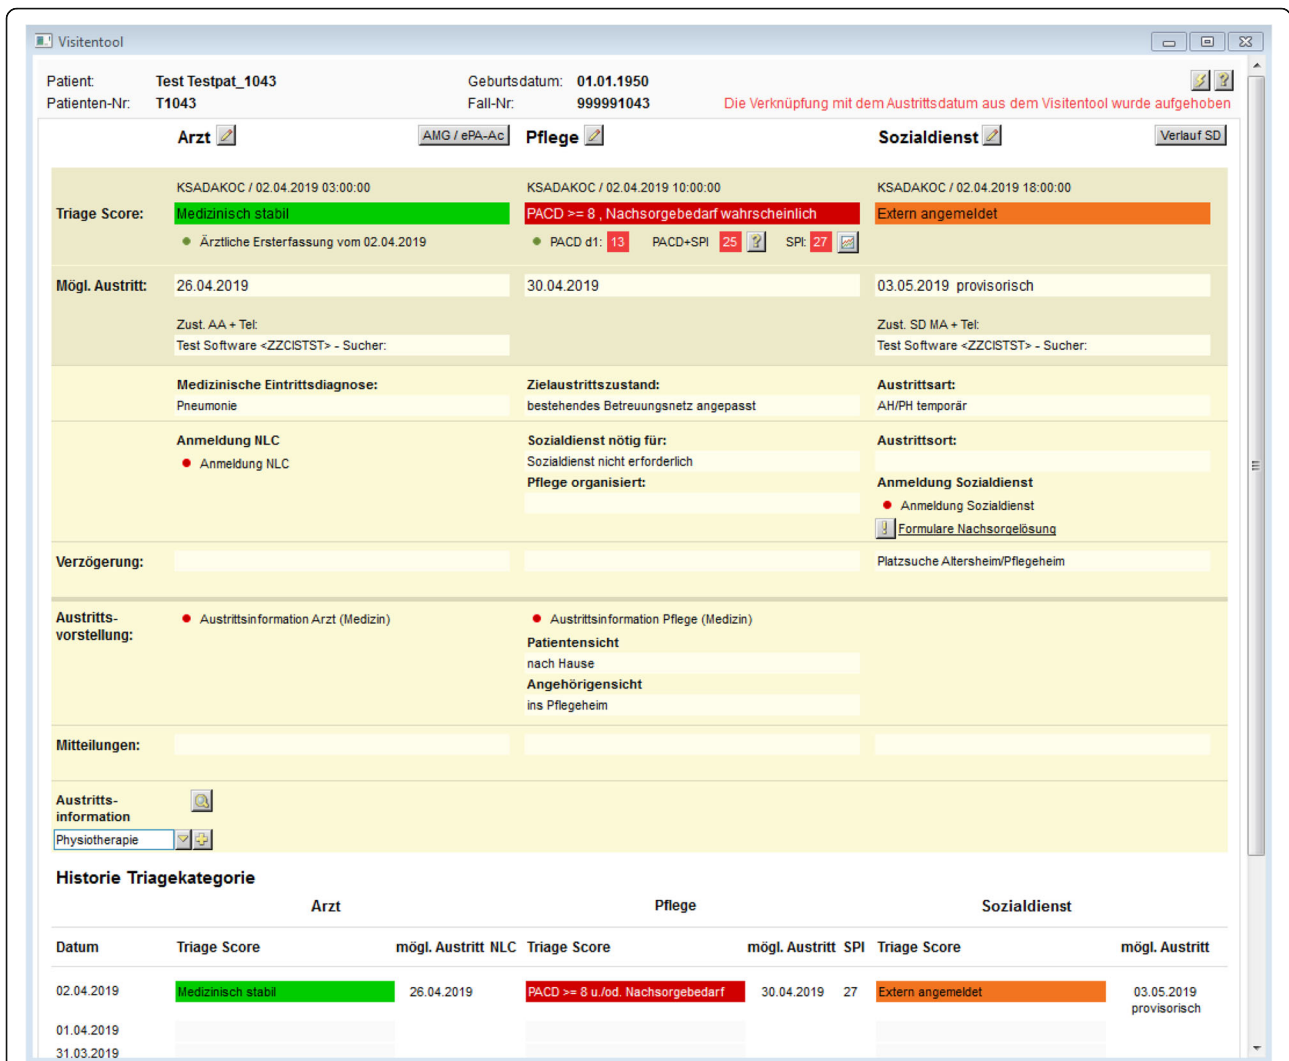 Visitentool
Patient: Test Testpat_1043 Geburtsdatum: 01.01.1950
Patienten-Nr: T1043 Fall-Nr: 999991043 Die Verknüpfung mit dem Austrittsdatum aus dem Visitentool wurde aufgehoben
Arzt AMG / ePA-Ac Pflege Sozialdienst Verlauf SD
KSADAKOC / 02.04.2019 03:00:00 KSADAKOC / 02.04.2019 10:00:00 KSADAKOC / 02.04.2019 18:00:00
Triage Score: Medizinisch stabil PACD >= 8 , Nachsorgebedarf wahrscheinlich Extern angemeldet
Ärztliche Ersterfassung vom 02.04.2019 PACD d1: 13 PACD+SPI 25 ? SPI: 27
Mögl. Austritt: 26.04.2019 30.04.2019 03.05.2019 provisorisch
Zust. AA + Tel: Zust. SD MA + Tel:
Test Software <ZZCISTST> - Sucher: Test Software <ZZCISTST> - Sucher:
Medizinische Eintrittsdiagnose: Zielaustrittszustand: Austrittsart:
Pneumonie bestehendes Betreuungsnetz angepasst AH/PH temporär
Anmeldung NLC Sozialdienst nötig für: Austrittsort:
Anmeldung NLC Sozialdienst nicht erforderlich
Pflege organisiert: Anmeldung Sozialdienst
Anmeldung Sozialdienst
! Formulare Nachsorgelösung
Verzögerung: Platzsuche Altersheim/Pflegeheim
Austritts- Austrittsinformation Arzt (Medizin) Austrittsinformation Pflege (Medizin)
vorstellung:
Patientensicht
nach Hause
Angehörigensicht
ins Pflegeheim
Mitteilungen:
Austritts-
information
Physiotherapie
Historie Triagekategorie
Arzt Pflege Sozialdienst
Datum Triage Score mögl. Austritt NLC Triage Score mögl. Austritt SPI Triage Score mögl. Austritt
02.04.2019 Medizinisch stabil 26.04.2019 PACD >= 8 u./od. Nachsorgebedarf 30.04.2019 27 Extern angemeldet 03.05.2019
provisorisch
01.04.2019
31.03.2019